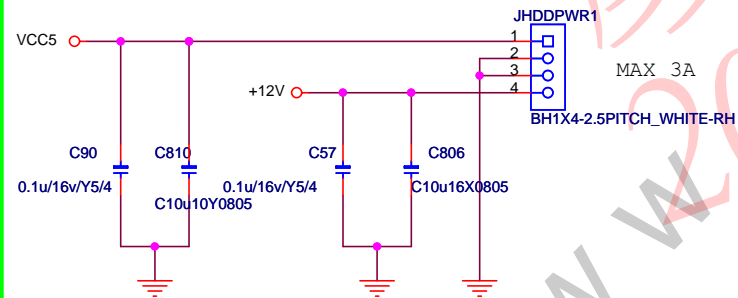 JHDDPWR1
VCC5
1
2
3
4
MAX 3A
+12V
BH1X4-2.5PITCH_WHITE-RH
C90
C810
C57
C806
0.1u/16v/Y5/4
C10u10Y0805
0.1u/16v/Y5/4
C10u16X0805
W
W